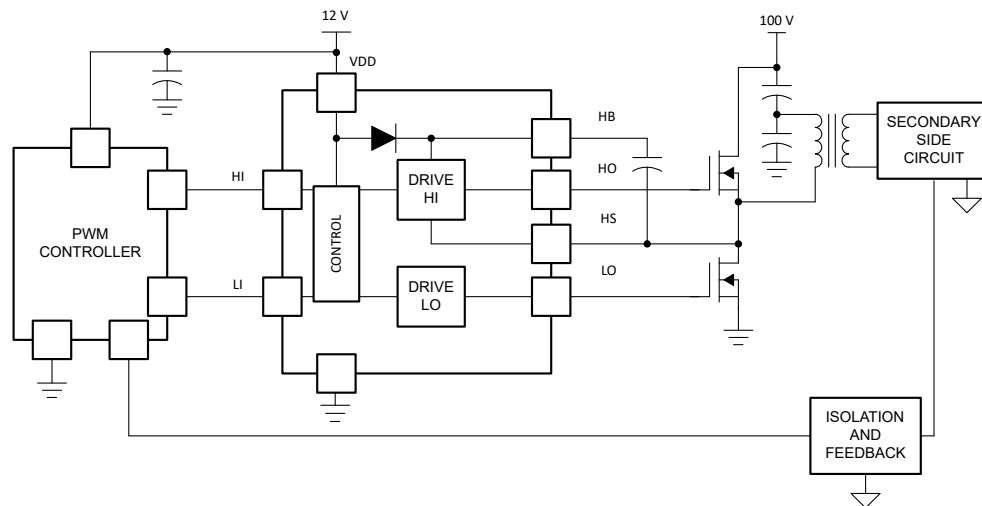 12 V
100 V
VDD
HB
SECONDARY
SIDE
CIRCUIT
HI
DRIVE
HI
HO
PWM
CONTROLLER
CONTROL
HS
LI
DRIVE
LO
LO
ISOLATION
AND
FEEDBACK